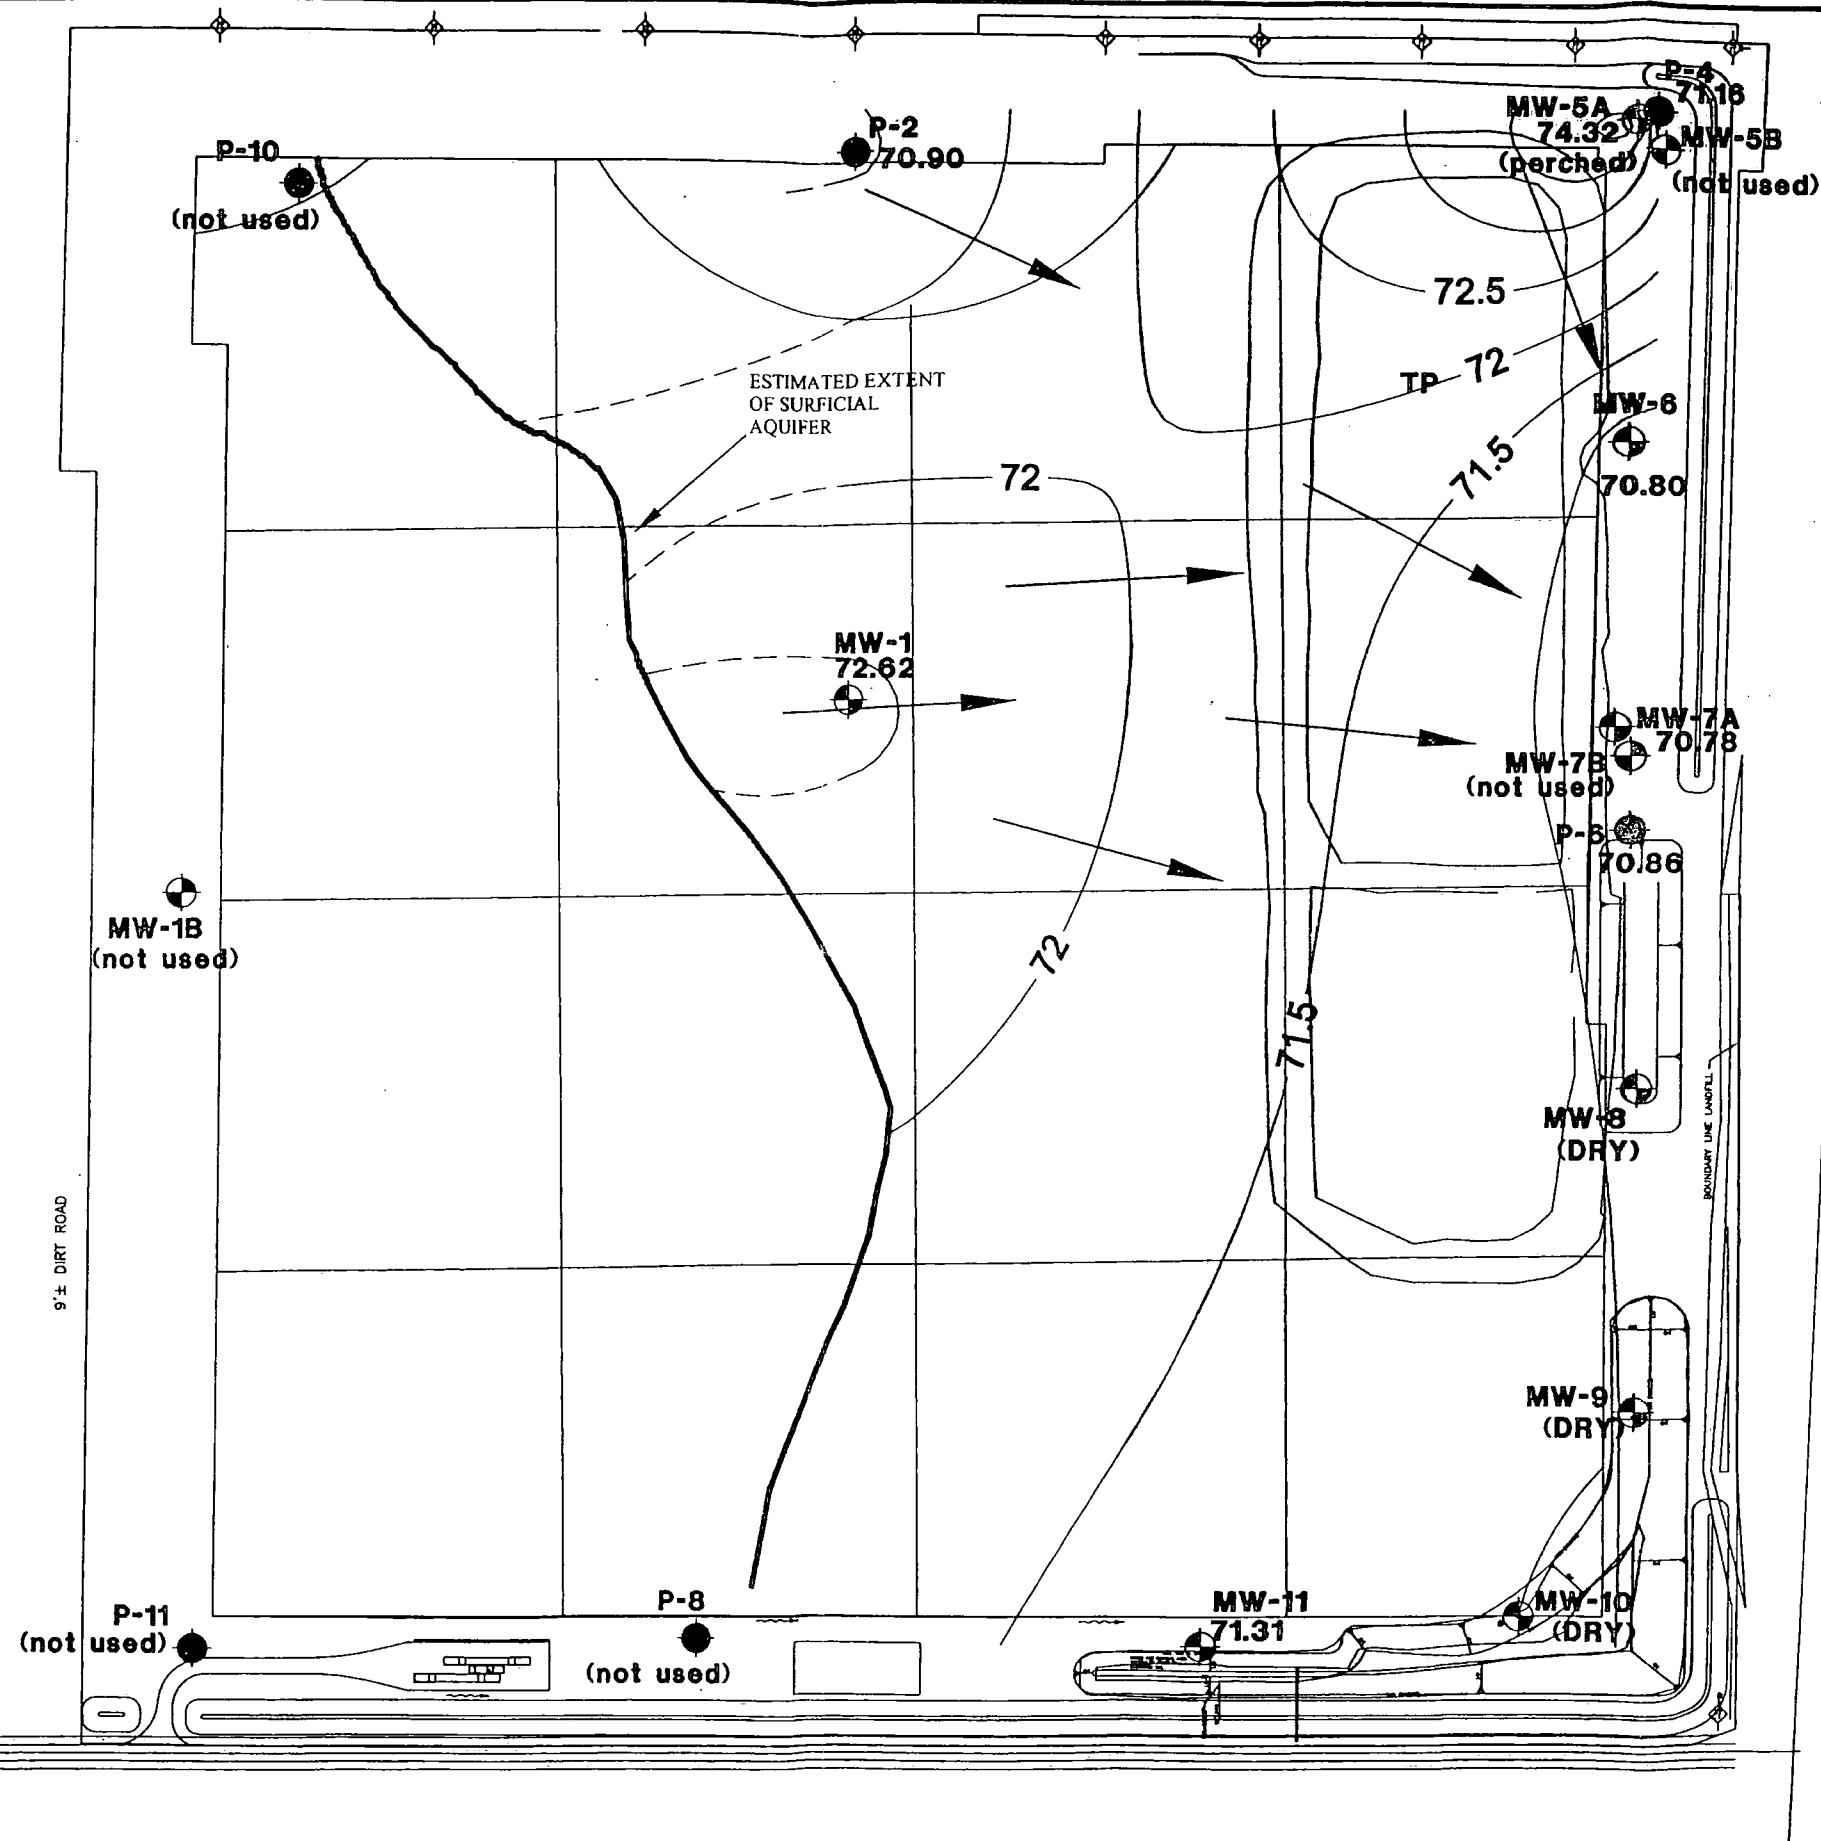 P-4
71.16
MW-5A
74.32
(perched)
MW-5B
(not used)
P-2
70.90
P-10
(not used)
72.5
72
TP
ESTIMATED EXTENT
OF SURFICIAL
AQUIFER
MW-6
70.80
71.5
72
MW-1
72.62
MW-7A
70.78
MW-7B
(not used)
P-6
70.86
MW-1B
(not used)
72
71.5
MW-8
(DRY)
BOUNDARY LINE LANDFILL
9'± DIRT ROAD
MW-9
(DRY)
P-11
(not used)
P-8
(not used)
MW-11
71.31
MW-10
(DRY)